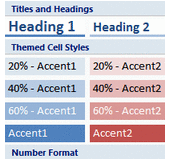 Titles and Headings
Heading 1 Heading 2
Themed Cell Styles
20% - Accent1 20% - Accent2
40% - Accent1 40% - Accent2
60% - Accent1 60% - Accent2
Accent1 Accent2
Number Format